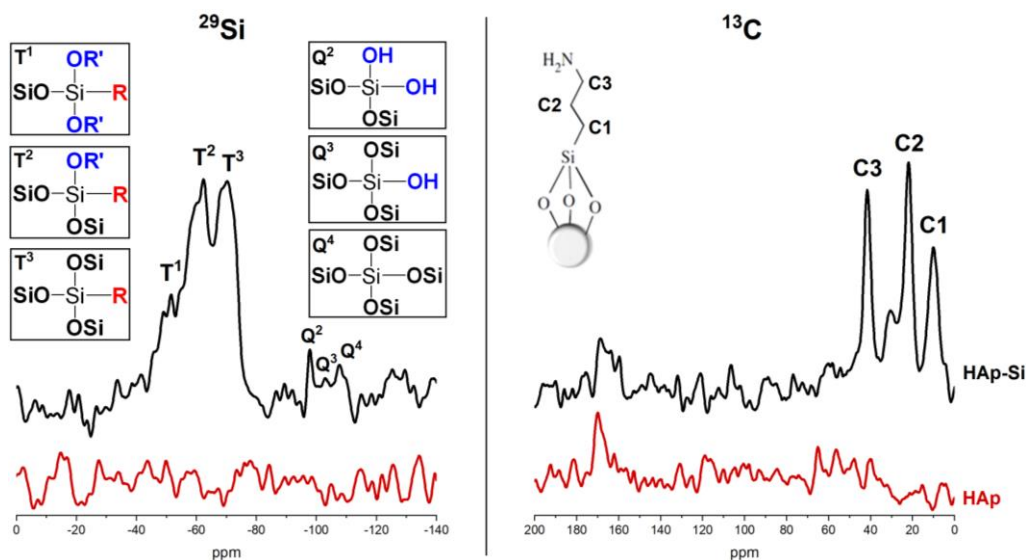 ²⁹Si
T¹
OR'
SiO Si R
OR'
T²
OR'
SiO Si R
OSi
T³
OSi
SiO Si R
OSi
Q²
OH
SiO Si OH
OSi
Q³
OSi
SiO Si OH
OSi
Q⁴
OSi
SiO Si OSi
OSi
T¹
T²
T³
Q²
Q³
Q⁴
0 -20 -40 -60 -80 -100 -120 -140
ppm
¹³C
H₂N
C3
C2
C1
Si
O O O
C3
C2
C1
HAp-Si
HAp
200 180 160 140 120 100 80 60 40 20 0
ppm